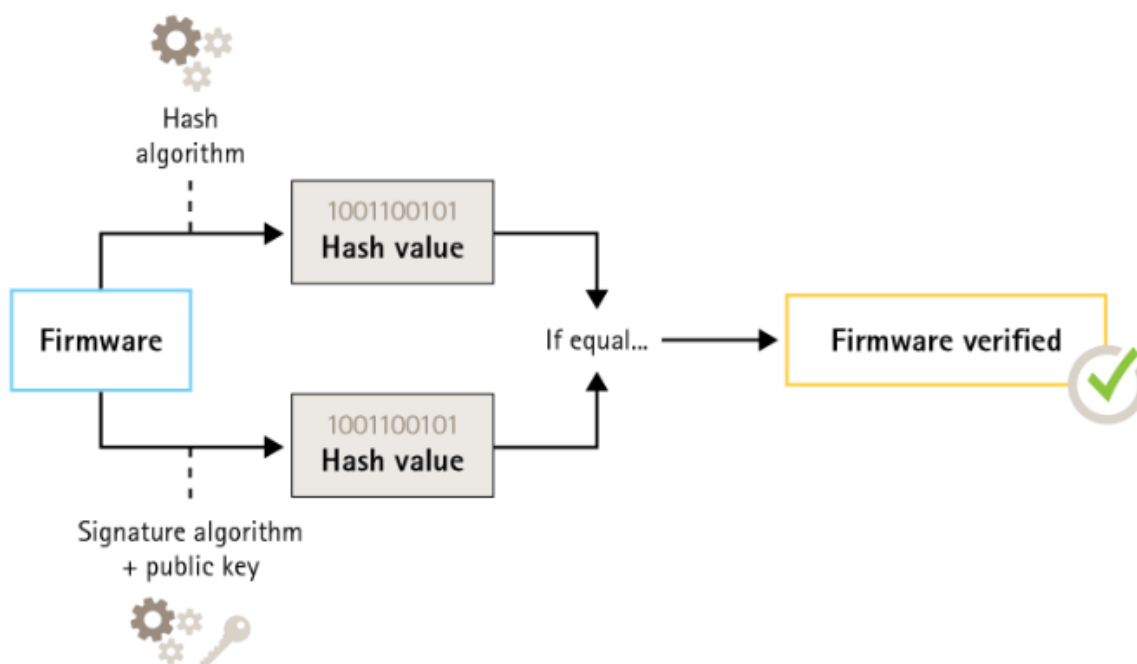 Hash
algorithm
1001100101
Hash value
Firmware
If equal...
Firmware verified
1001100101
Hash value
Signature algorithm
+ public key